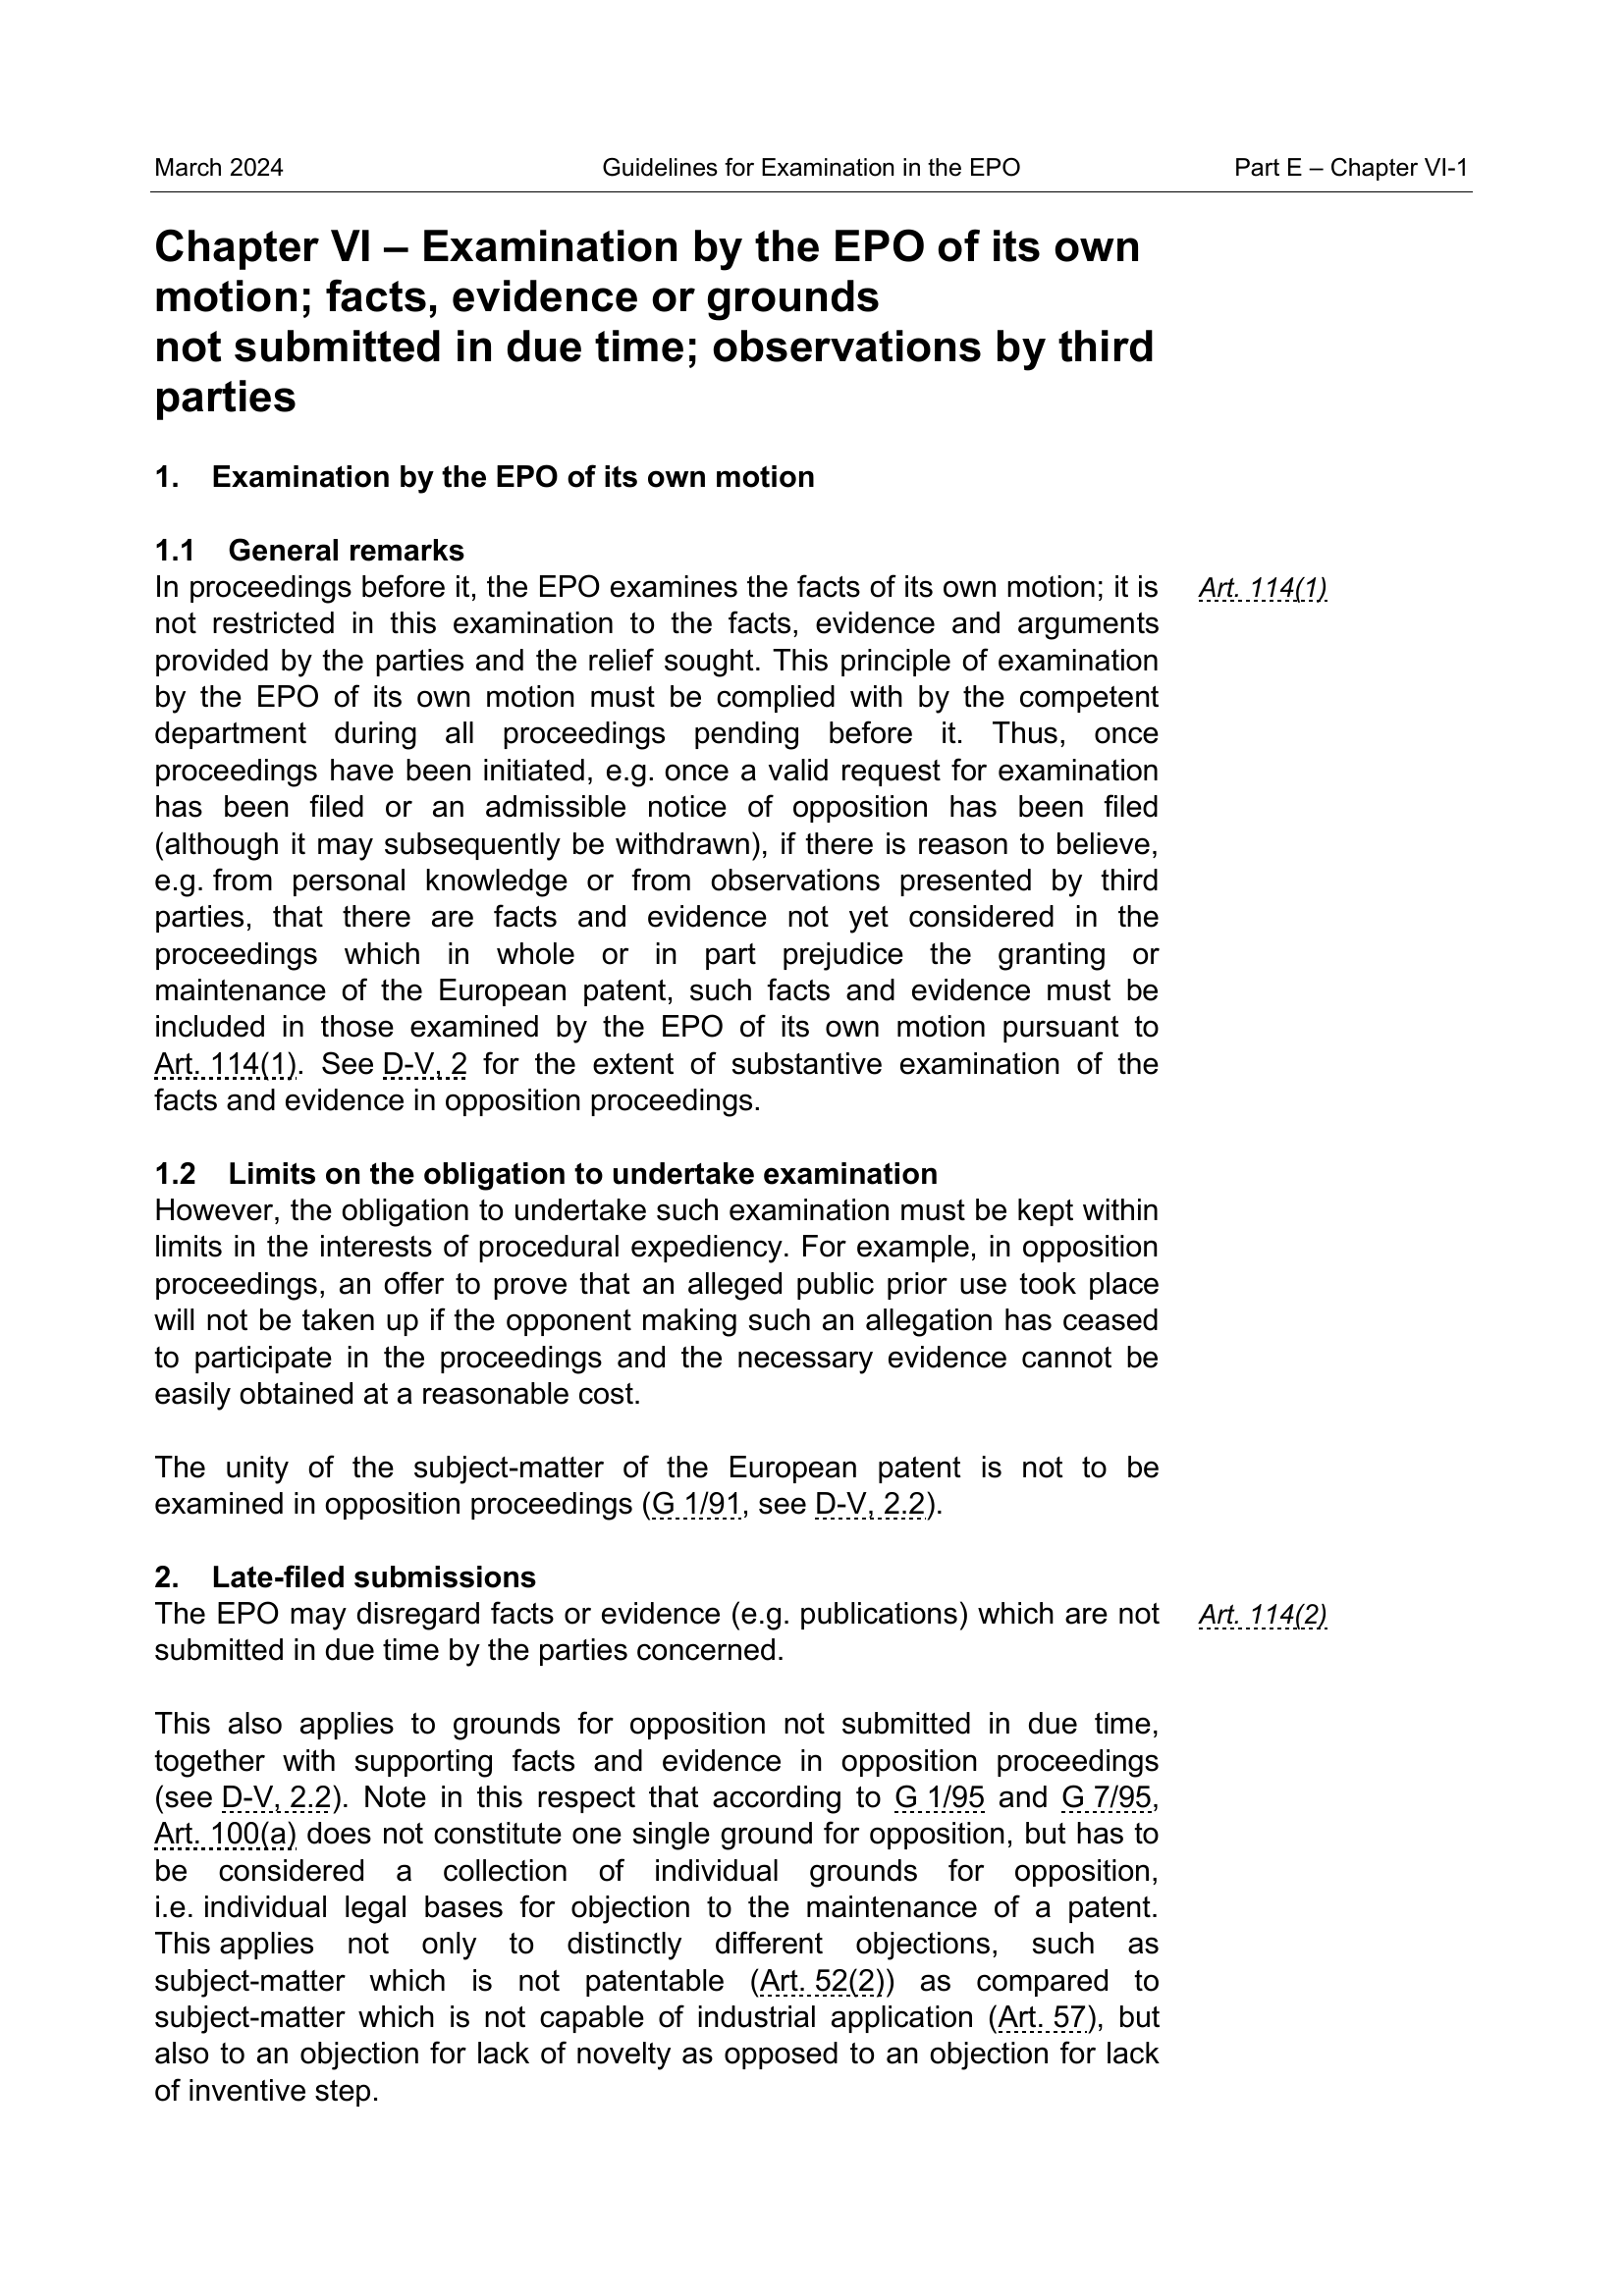 March 2024 Guidelines for Examination in the EPO Part E – Chapter VI-1
Chapter VI – Examination by the EPO of its own
motion; facts, evidence or grounds
not submitted in due time; observations by third
parties
1. Examination by the EPO of its own motion
1.1 General remarks
In proceedings before it, the EPO examines the facts of its own motion; it is Art. 114(1)
not restricted in this examination to the facts, evidence and arguments
provided by the parties and the relief sought. This principle of examination
by the EPO of its own motion must be complied with by the competent
department during all proceedings pending before it. Thus, once
proceedings have been initiated, e.g. once a valid request for examination
has been filed or an admissible notice of opposition has been filed
(although it may subsequently be withdrawn), if there is reason to believe,
e.g. from personal knowledge or from observations presented by third
parties, that there are facts and evidence not yet considered in the
proceedings which in whole or in part prejudice the granting or
maintenance of the European patent, such facts and evidence must be
included in those examined by the EPO of its own motion pursuant to
Art. 114(1). See D-V, 2 for the extent of substantive examination of the
facts and evidence in opposition proceedings.
1.2 Limits on the obligation to undertake examination
However, the obligation to undertake such examination must be kept within
limits in the interests of procedural expediency. For example, in opposition
proceedings, an offer to prove that an alleged public prior use took place
will not be taken up if the opponent making such an allegation has ceased
to participate in the proceedings and the necessary evidence cannot be
easily obtained at a reasonable cost.
The unity of the subject-matter of the European patent is not to be
examined in opposition proceedings (G 1/91, see D-V, 2.2).
2. Late-filed submissions
The EPO may disregard facts or evidence (e.g. publications) which are not Art. 114(2)
submitted in due time by the parties concerned.
This also applies to grounds for opposition not submitted in due time,
together with supporting facts and evidence in opposition proceedings
(see D-V, 2.2). Note in this respect that according to G 1/95 and G 7/95,
Art. 100(a) does not constitute one single ground for opposition, but has to
be considered a collection of individual grounds for opposition,
i.e. individual legal bases for objection to the maintenance of a patent.
This applies not only to distinctly different objections, such as
subject-matter which is not patentable (Art. 52(2)) as compared to
subject-matter which is not capable of industrial application (Art. 57), but
also to an objection for lack of novelty as opposed to an objection for lack
of inventive step.